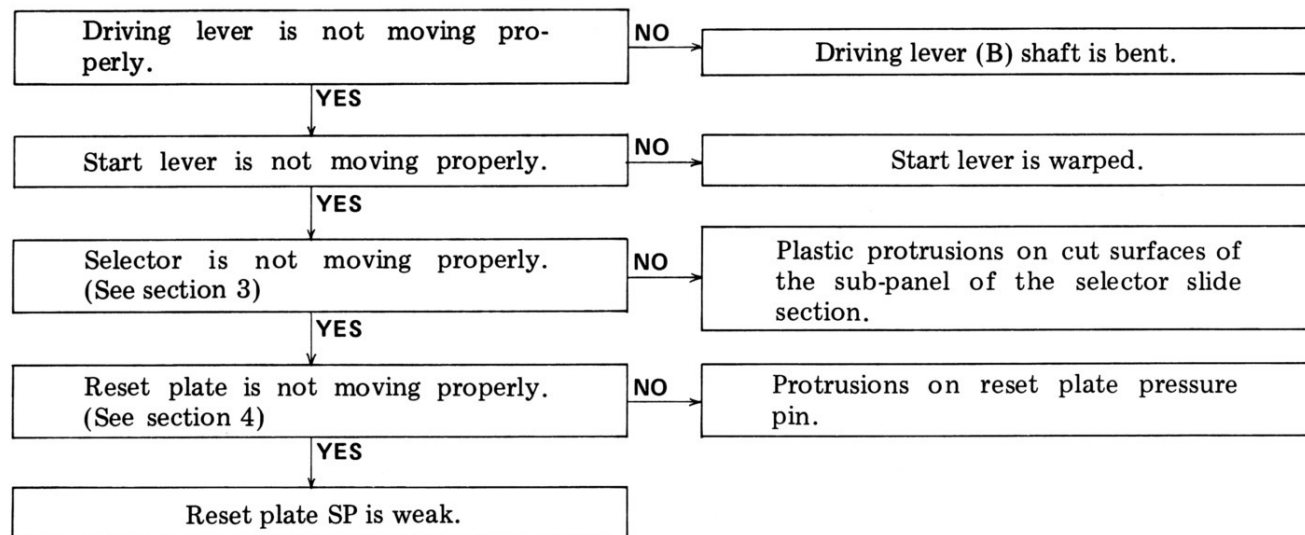 Driving lever is not moving pro-
perly.
NO
Driving lever (B) shaft is bent.
YES
Start lever is not moving properly.
NO
Start lever is warped.
YES
Selector is not moving properly.
(See section 3)
NO
Plastic protrusions on cut surfaces of
the sub-panel of the selector slide
section.
YES
Reset plate is not moving properly.
(See section 4)
NO
Protrusions on reset plate pressure
pin.
YES
Reset plate SP is weak.